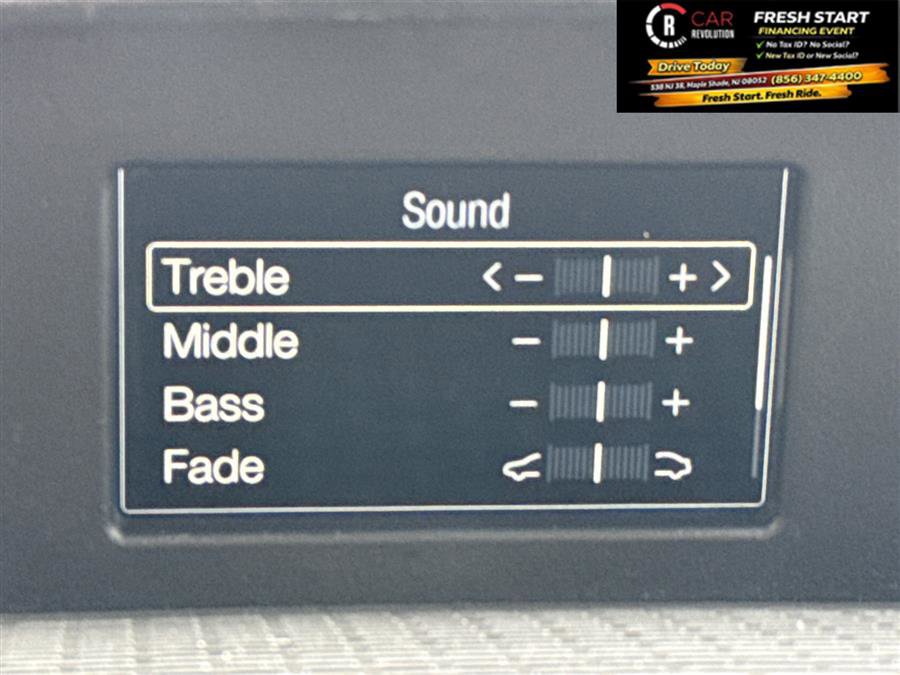 R CAR REVOLUTION
FRESH START
FINANCING EVENT
✓ No Tax ID? No Social?
✓ New Tax ID or New Social?
Drive Today
538 NJ 38, Maple Shade, NJ 08052 (856) 347-4400
Fresh Start. Fresh Ride.
Sound
Treble < - + >
Middle - +
Bass - +
Fade